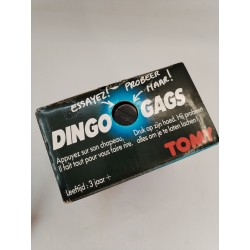 ESSAYEZ! PROBEER MAAR!
DINGO GAGS
Appuyez sur son chapeau,
il fait tout pour vous faire rire.
Druk op zijn hoed. Hij probeert
alles om je te laten lachen!
Leeftijd: 3 jaar +
TOMY